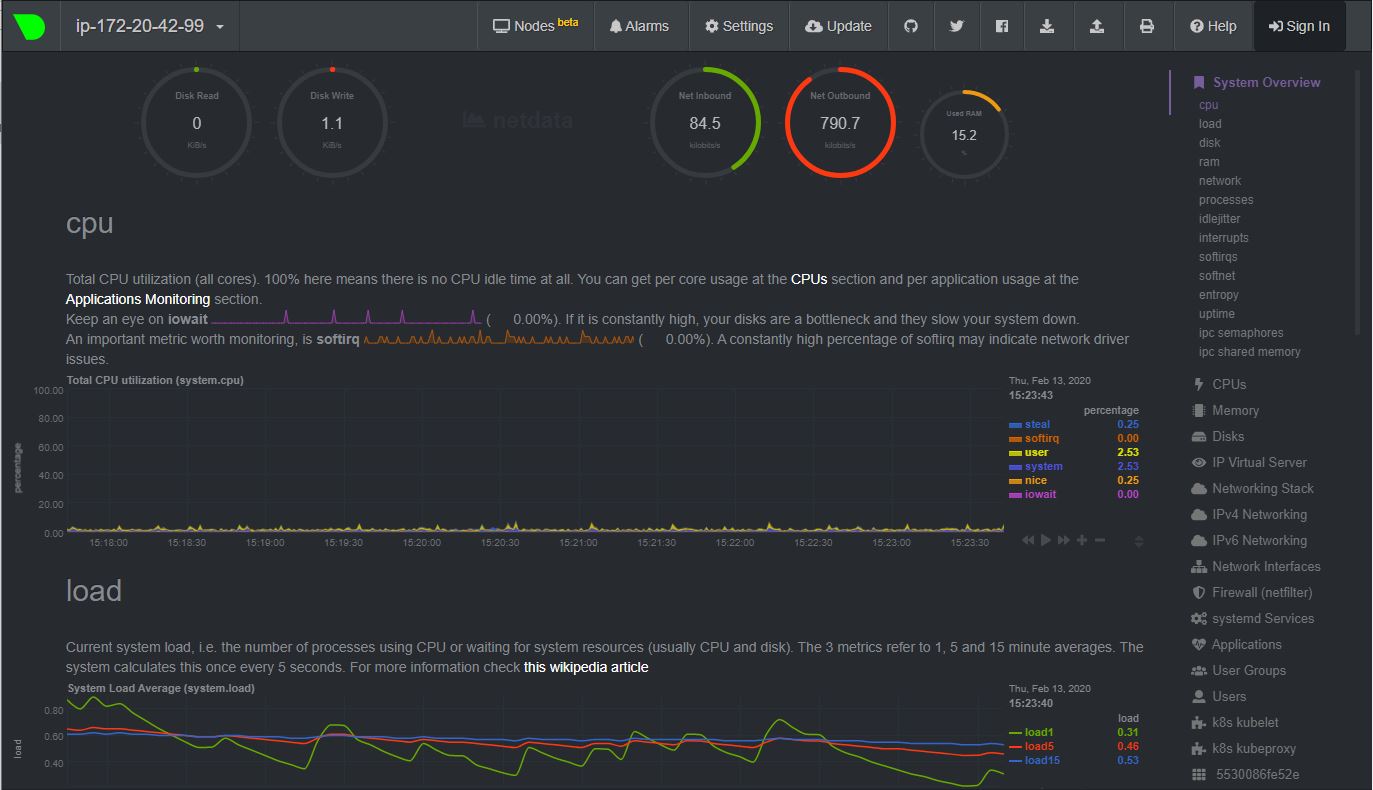 ip-172-20-42-99
Nodes beta
Alarms
Settings
Update
Help
Sign In
Disk Read
0
KiB/s
Disk Write
1.1
KiB/s
netdata
Net Inbound
84.5
kilobits/s
Net Outbound
790.7
kilobits/s
Used RAM
15.2
%
cpu
Total CPU utilization (all cores). 100% here means there is no CPU idle time at all. You can get per core usage at the CPUs section and per application usage at the
Applications Monitoring section.
Keep an eye on iowait ( 0.00%). If it is constantly high, your disks are a bottleneck and they slow your system down.
An important metric worth monitoring, is softirq ( 0.00%). A constantly high percentage of softirq may indicate network driver
issues.
Total CPU utilization (system.cpu)
percentage
100.00
80.00
60.00
40.00
20.00
0.00
15:18:00 15:18:30 15:19:00 15:19:30 15:20:00 15:20:30 15:21:00 15:21:30 15:22:00 15:22:30 15:23:00 15:23:30
Thu, Feb 13, 2020
15:23:43
percentage
steal 0.25
softirq 0.00
user 2.53
system 2.53
nice 0.25
iowait 0.00
load
Current system load, i.e. the number of processes using CPU or waiting for system resources (usually CPU and disk). The 3 metrics refer to 1, 5 and 15 minute averages. The
system calculates this once every 5 seconds. For more information check this wikipedia article
System Load Average (system.load)
load
0.80
0.60
0.40
Thu, Feb 13, 2020
15:23:40
load
load1 0.31
load5 0.46
load15 0.53
System Overview
cpu
load
disk
ram
network
processes
idlejitter
interrupts
softirqs
softnet
entropy
uptime
ipc semaphores
ipc shared memory
CPUs
Memory
Disks
IP Virtual Server
Networking Stack
IPv4 Networking
IPv6 Networking
Network Interfaces
Firewall (netfilter)
systemd Services
Applications
User Groups
Users
k8s kubelet
k8s kubeproxy
5530086fe52e